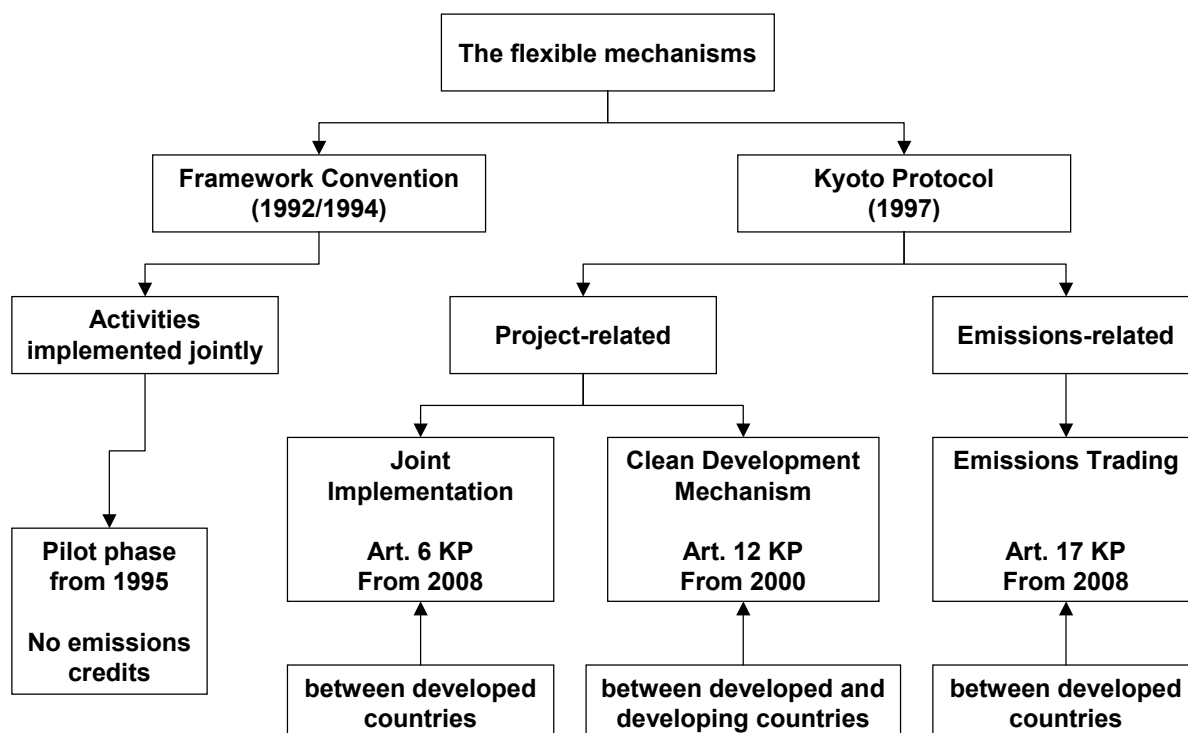 The flexible mechanisms
Framework Convention
(1992/1994)
Kyoto Protocol
(1997)
Activities
implemented jointly
Project-related
Emissions-related
Joint
Implementation
Art. 6 KP
From 2008
Clean Development
Mechanism
Art. 12 KP
From 2000
Emissions Trading
Art. 17 KP
From 2008
Pilot phase
from 1995
No emissions
credits
between developed
countries
between developed and
developing countries
between developed
countries